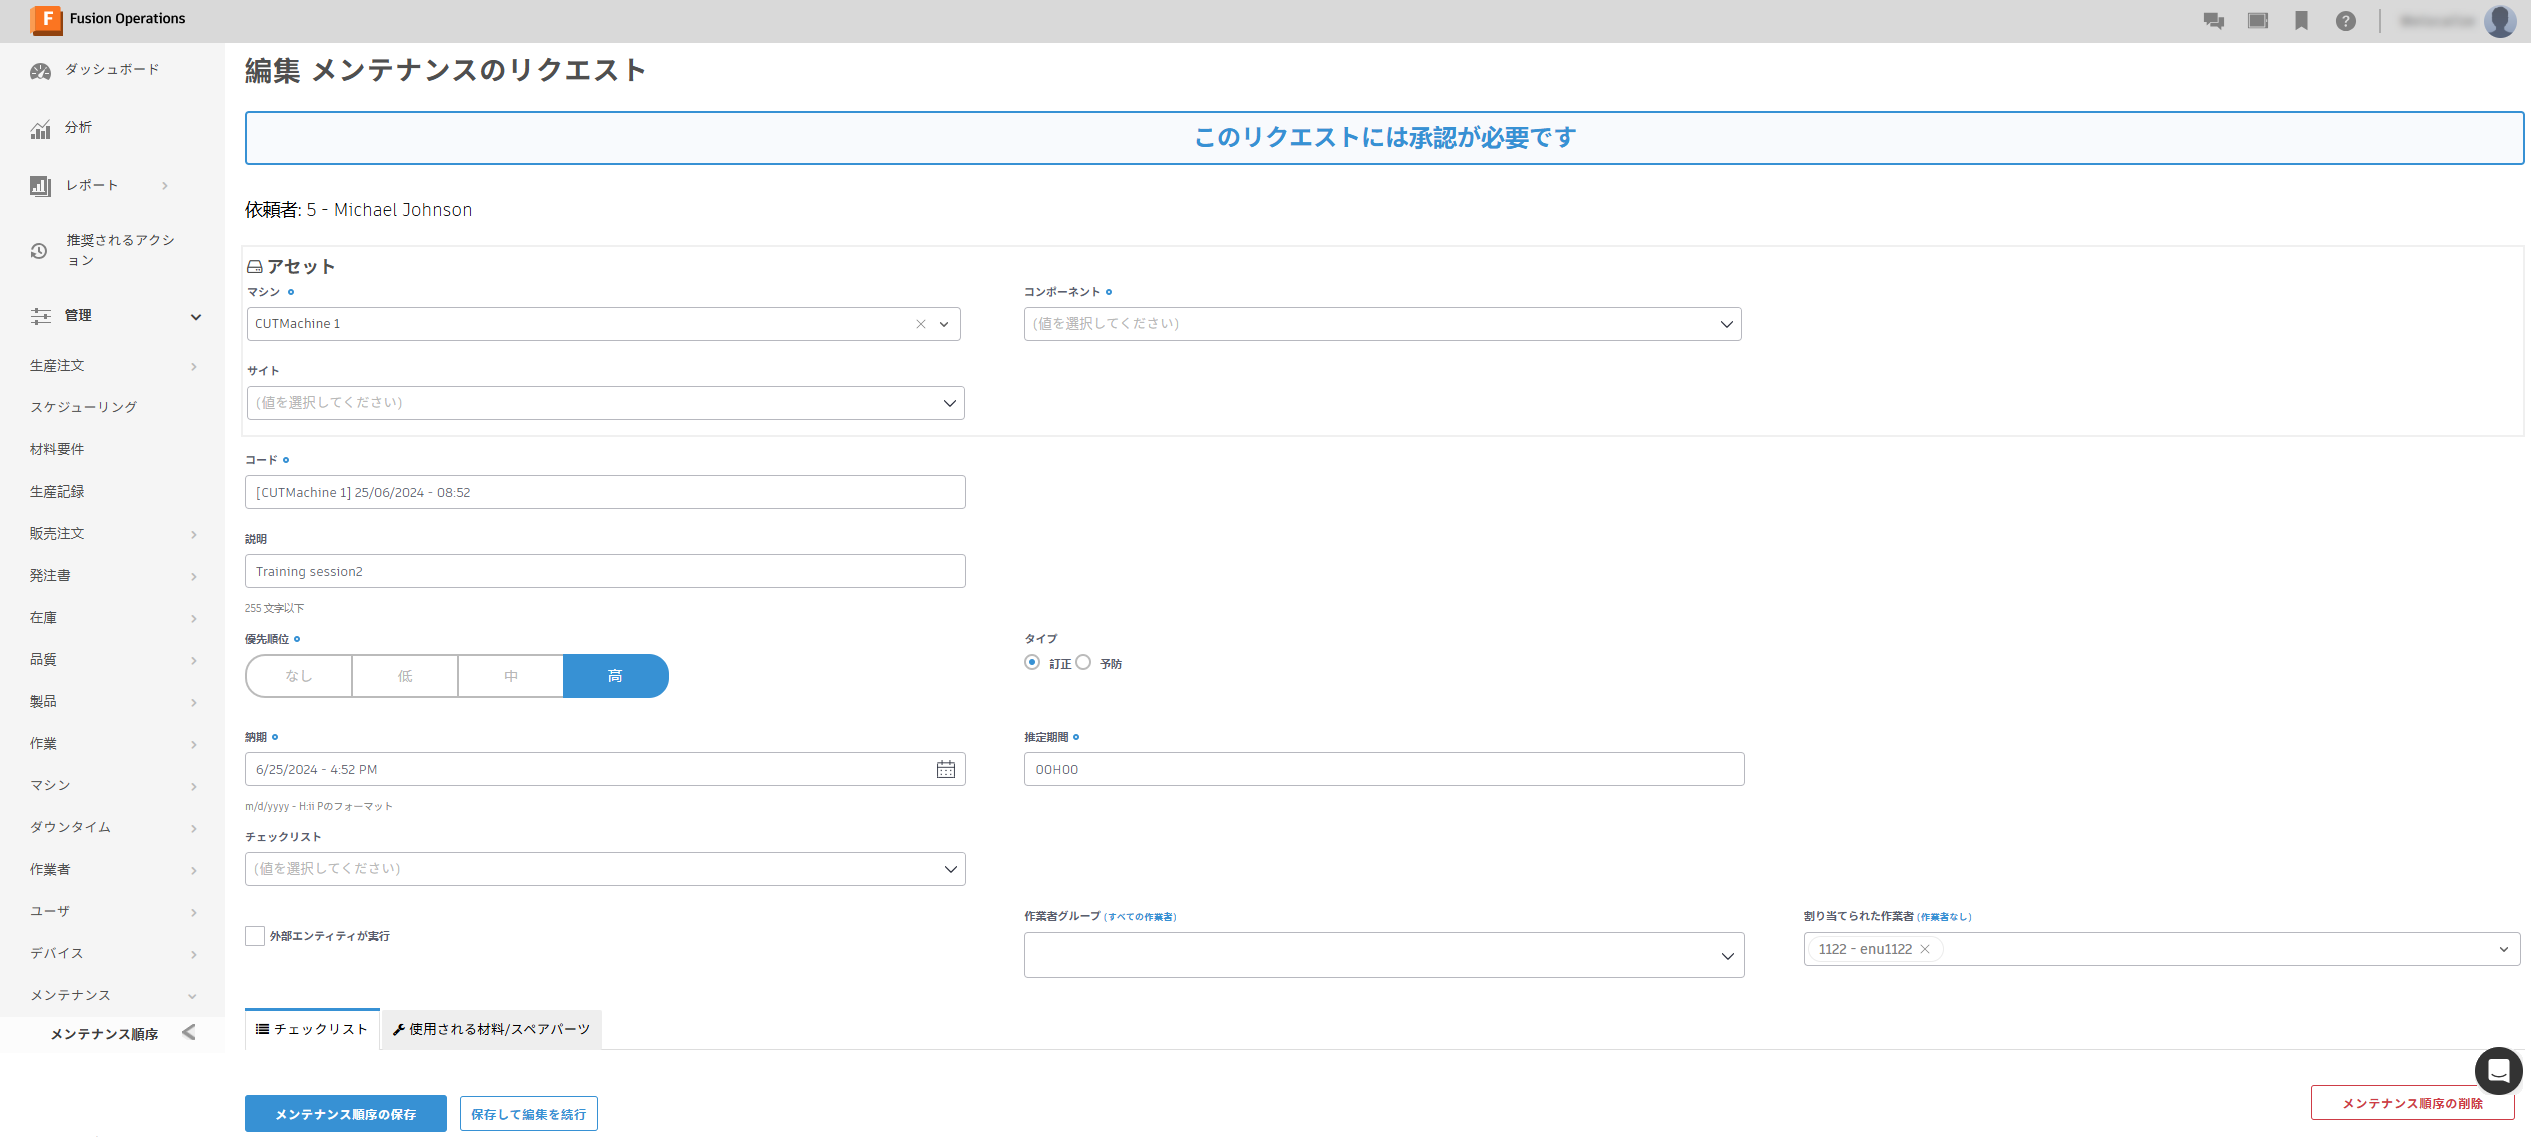 Fusion Operations
ダッシュボード
分析
レポート
推奨されるアクシ
ョン
管理
生産注文
スケジューリング
材料要件
生産記録
販売注文
発注書
在庫
品質
製品
作業
マシン
ダウンタイム
作業者
ユーザ
デバイス
メンテナンス
メンテナンス順序
編集 メンテナンスのリクエスト
このリクエストには承認が必要です
依頼者: 5 - Michael Johnson
アセット
マシン
コンポーネント
CUTMachine 1
(値を選択してください)
サイト
(値を選択してください)
コード
[CUTMachine 1] 25/06/2024 - 08:52
説明
Training session2
255 文字以下
優先順位
タイプ
なし 低 中 高
訂正 予防
納期
推定期間
6/25/2024 - 4:52 PM
00H00
m/d/yyyy - H:ii Pのフォーマット
チェックリスト
(値を選択してください)
外部エンティティが実行
作業者グループ (すべての作業者)
割り当てられた作業者 (作業者なし)
1122 - enu1122
チェックリスト
使用される材料/スペアパーツ
メンテナンス順序の保存
保存して編集を続行
メンテナンス順序の削除